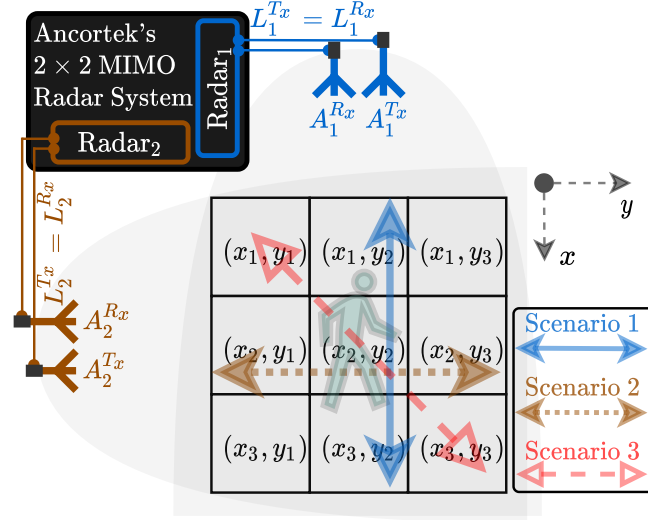 Ancortek's
2 × 2 MIMO
Radar System
Radar₁
Radar₂
L₁^{Tx} = L₁^{Rx}
A₁^{Rx} A₁^{Tx}
L₂^{Tx} = L₂^{Rx}
A₂^{Rx}
A₂^{Tx}
y
x
(x₁, y₁) (x₁, y₂) (x₁, y₃)
(x₂, y₁) (x₂, y₂) (x₂, y₃)
(x₃, y₁) (x₃, y₂) (x₃, y₃)
Scenario 1
Scenario 2
Scenario 3